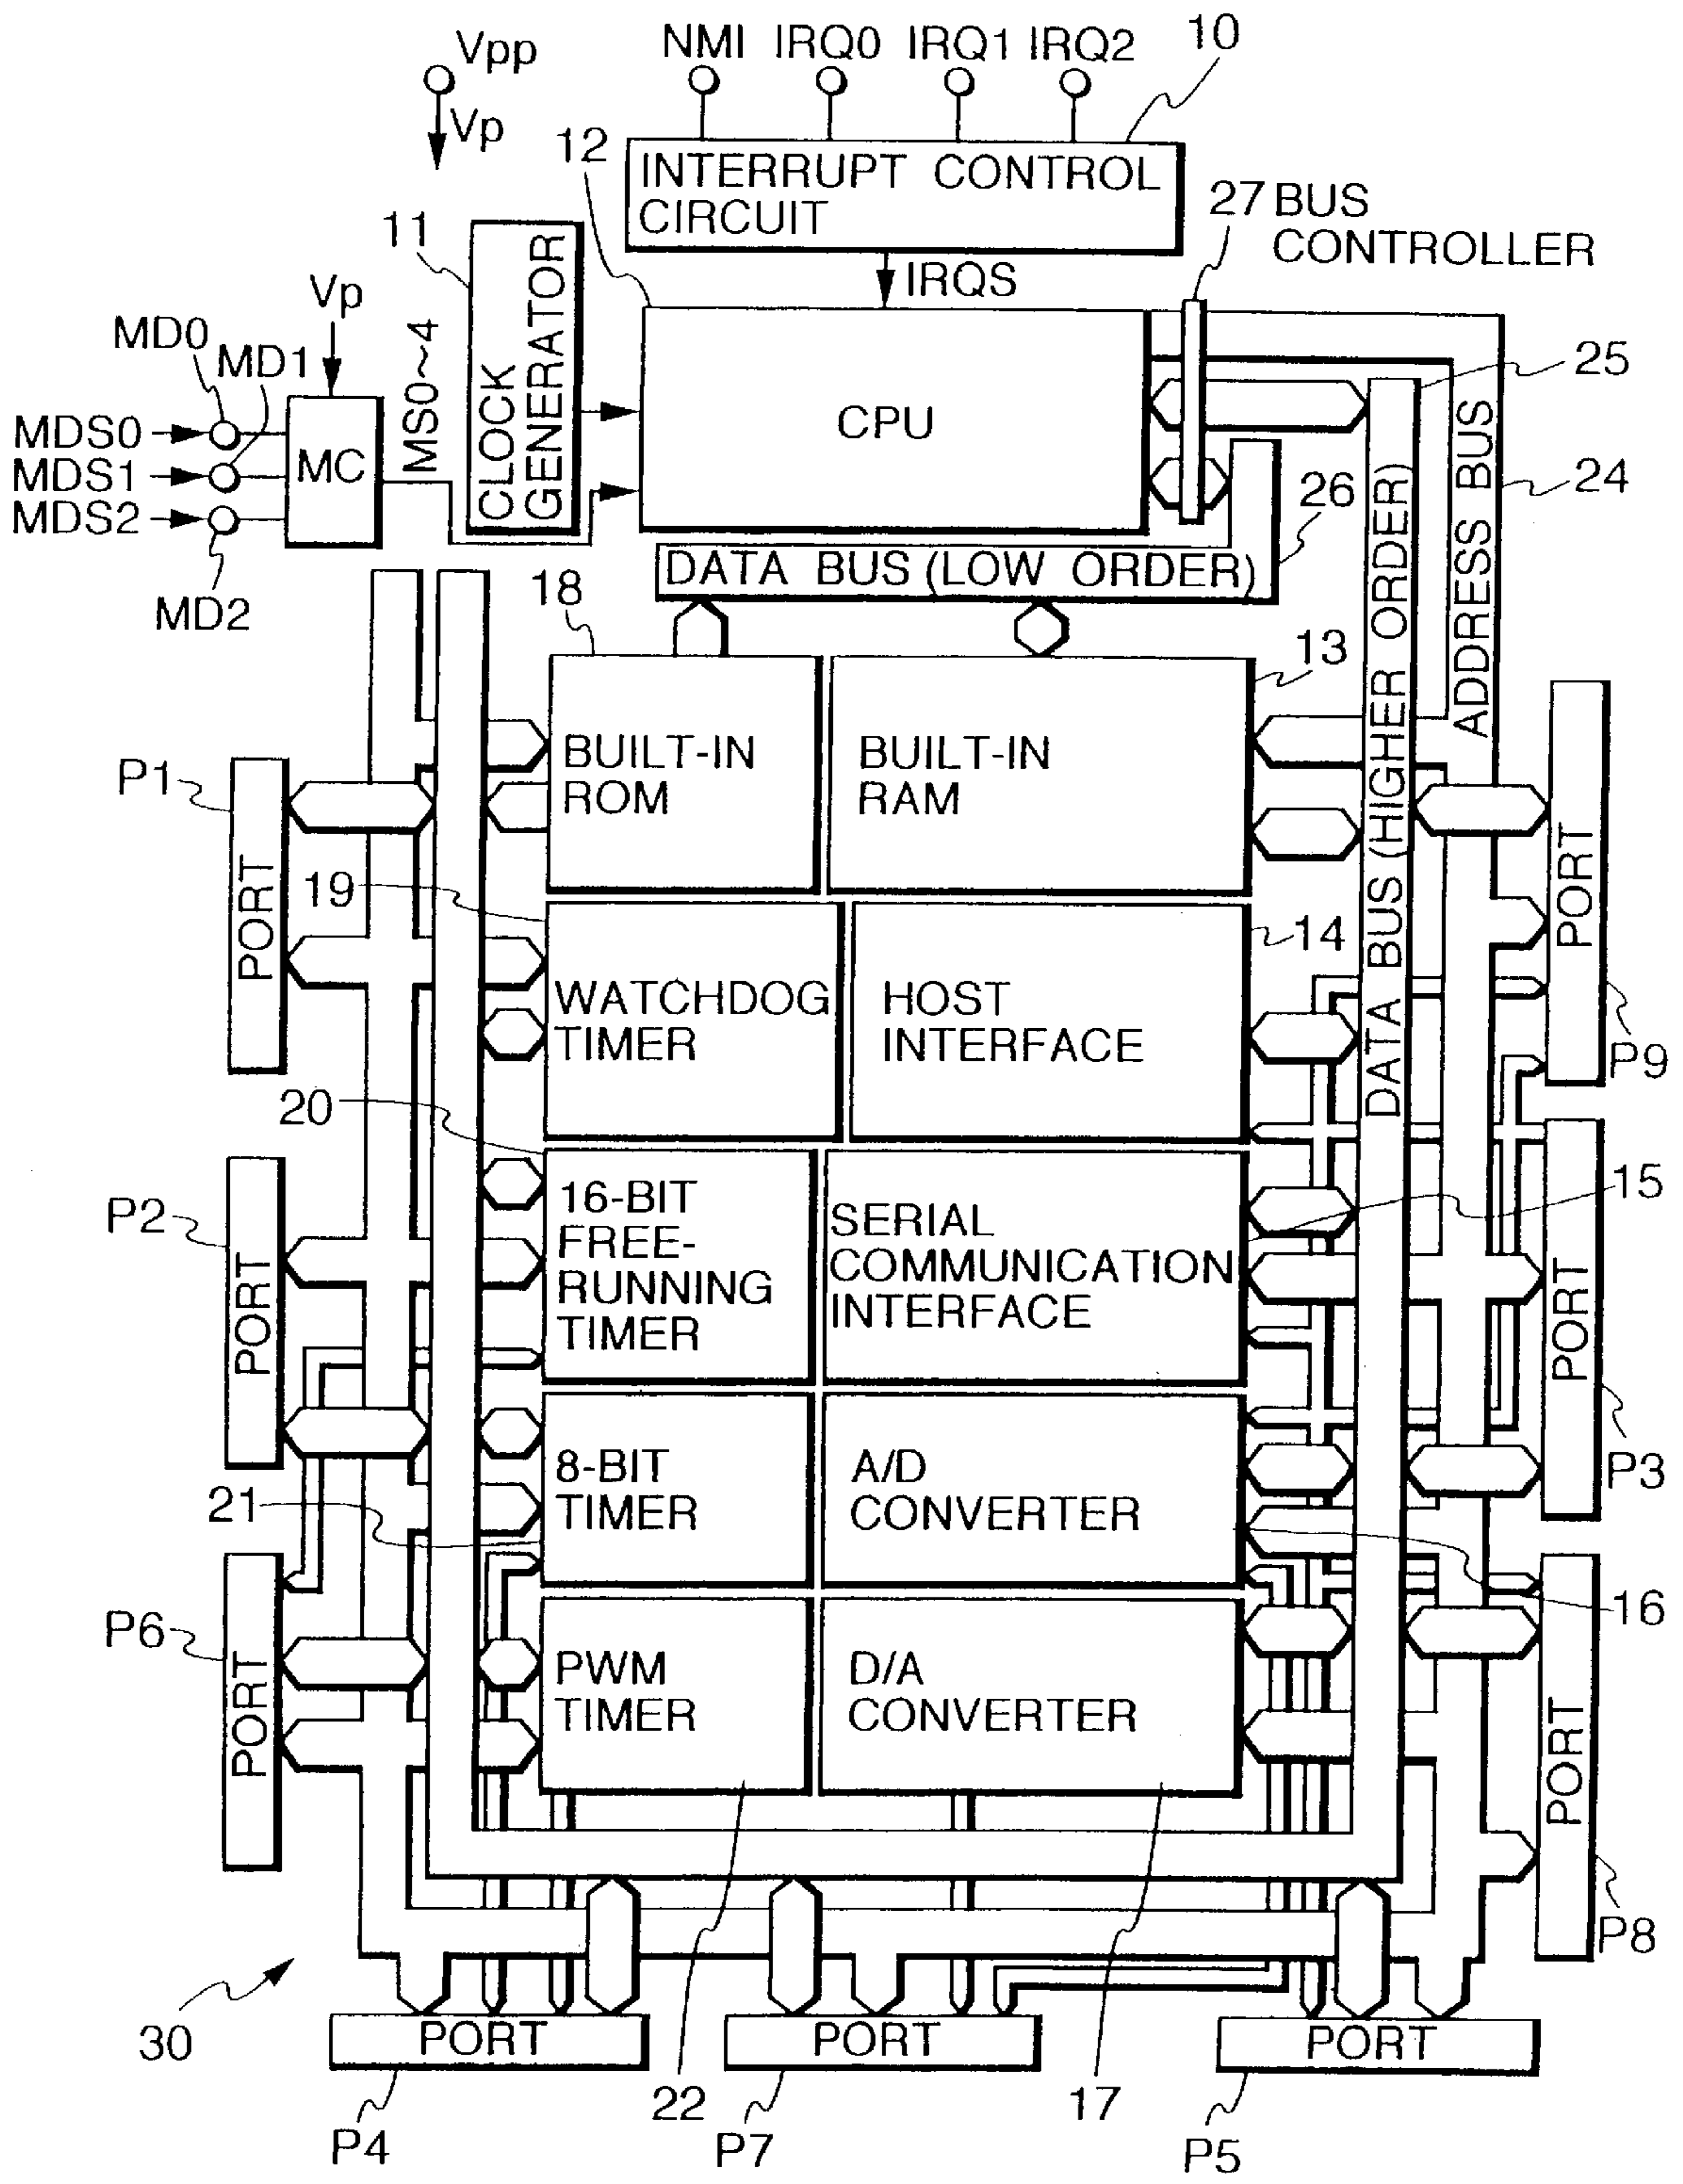 Vpp
Vp
NMI IRQ0 IRQ1 IRQ2
10
12
INTERRUPT CONTROL
CIRCUIT
27 BUS
CONTROLLER
11
IRQS
CLOCK
GENERATOR
Vp
MD0
MD1
MS0~4
MDS0
MDS1
MDS2
MC
MD2
CPU
25
24
26
ADDRESS BUS
DATA BUS (HIGHER ORDER)
DATA BUS (LOW ORDER)
18
13
BUILT-IN
ROM
BUILT-IN
RAM
P1
PORT
PORT
P9
19
14
WATCHDOG
TIMER
HOST
INTERFACE
20
15
P2
PORT
16-BIT
FREE-
RUNNING
TIMER
SERIAL
COMMUNICATION
INTERFACE
PORT
P3
21
8-BIT
TIMER
A/D
CONVERTER
16
P6
PORT
PWM
TIMER
D/A
CONVERTER
PORT
P8
30
PORT
PORT
PORT
P4
22
P7
17
P5